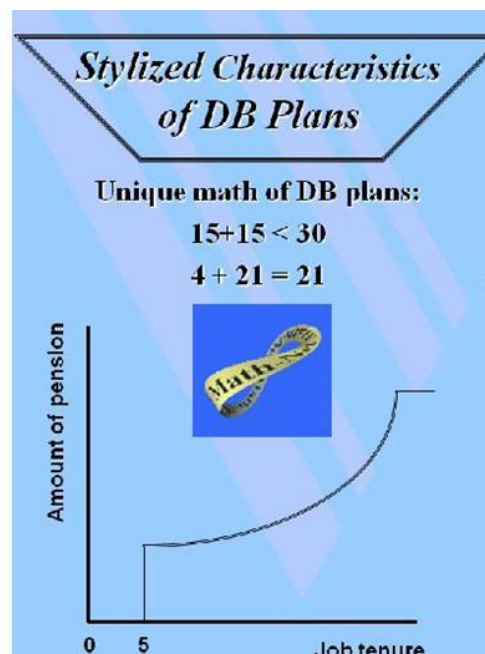 Stylized Characteristics
of DB Plans
Unique math of DB plans:
15+15 < 30
4 + 21 = 21
Math-N
Amount of pension
0 5 Job tenure